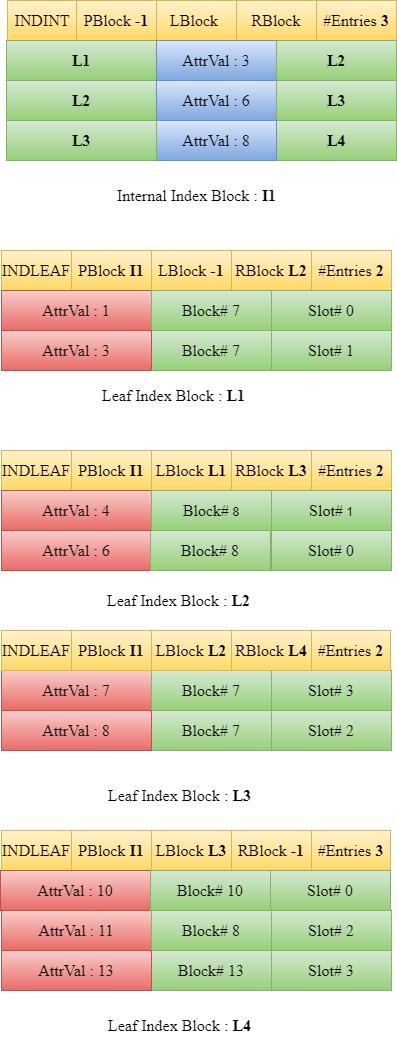 INDINT PBlock -1 LBlock RBlock #Entries 3
L1 AttrVal : 3 L2
L2 AttrVal : 6 L3
L3 AttrVal : 8 L4
Internal Index Block : I1
INDLEAF PBlock I1 LBlock -1 RBlock L2 #Entries 2
AttrVal : 1 Block# 7 Slot# 0
AttrVal : 3 Block# 7 Slot# 1
Leaf Index Block : L1
INDLEAF PBlock I1 LBlock L1 RBlock L3 #Entries 2
AttrVal : 4 Block# 8 Slot# 1
AttrVal : 6 Block# 8 Slot# 0
Leaf Index Block : L2
INDLEAF PBlock I1 LBlock L2 RBlock L4 #Entries 2
AttrVal : 7 Block# 7 Slot# 3
AttrVal : 8 Block# 7 Slot# 2
Leaf Index Block : L3
INDLEAF PBlock I1 LBlock L3 RBlock -1 #Entries 3
AttrVal : 10 Block# 10 Slot# 0
AttrVal : 11 Block# 8 Slot# 2
AttrVal : 13 Block# 13 Slot# 3
Leaf Index Block : L4